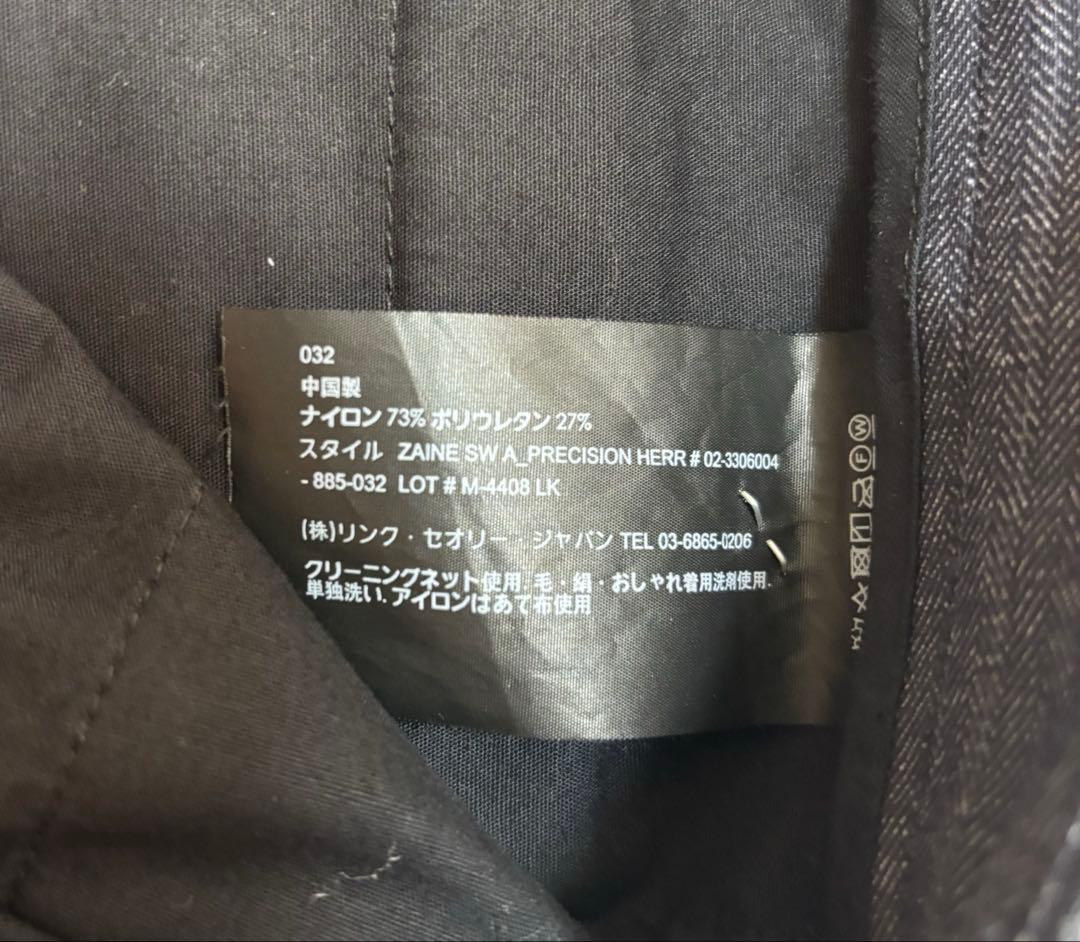 032
中国製
ナイロン 73% ポリウレタン 27%
スタイル ZAINE SW A_PRECISION HERR # 02-3306004
- 885-032 LOT # M-4408 LK
(株)リンク・セオリー・ジャパン TEL 03-6865-0206
クリーニングネット使用.毛・絹・おしゃれ着用洗剤使用.
単独洗い.アイロンはあて布使用
Ⓕ Ⓦ